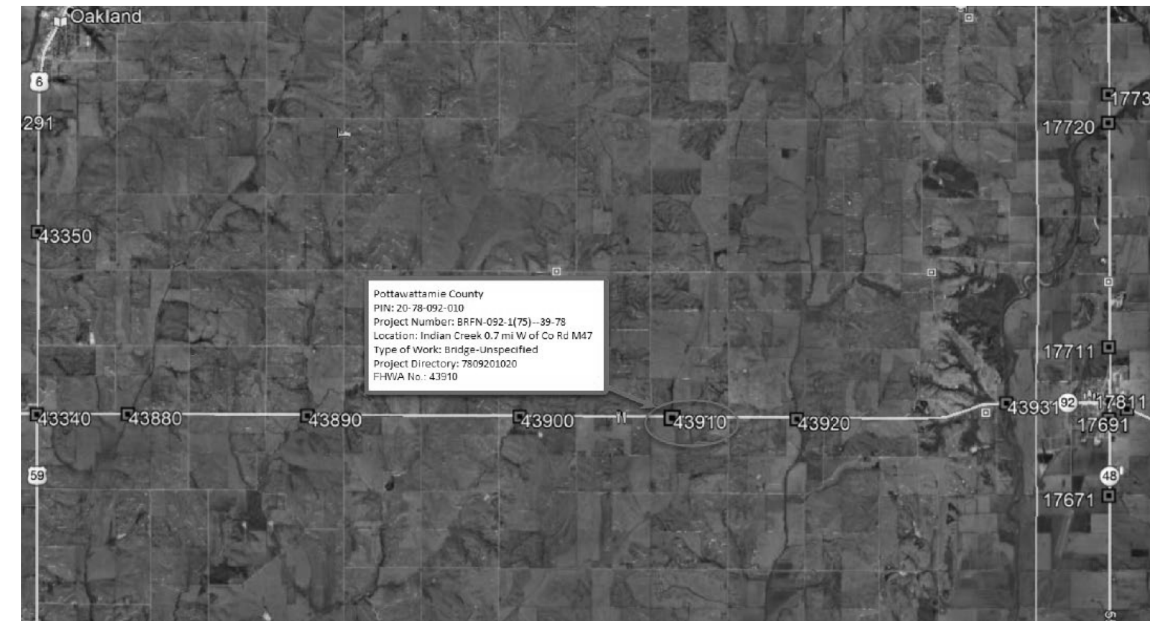 Oakland
6
291
1773
17720
43350
Pottawattamie County
PIN: 20-78-092-010
Project Number: BRFN-092-1(75)--39-78
Location: Indian Creek 0.7 mi W of Co Rd M47
Type of Work: Bridge-Unspecified
Project Directory: 7809201020
FHWA No.: 43910
17711
43340
43880
43890
43900
43910
43920
43931
92
17811
17691
59
48
17671